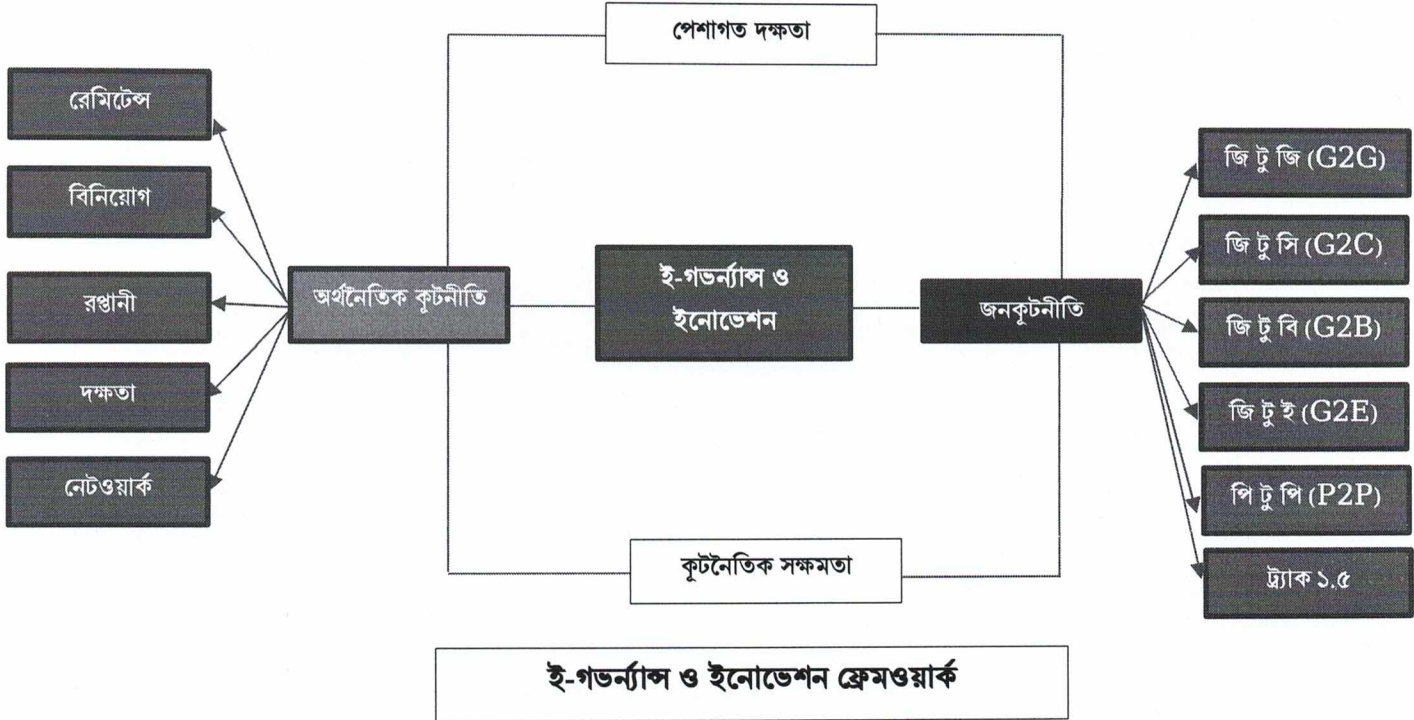 পেশাগত দক্ষতা
রেমিটেন্স
বিনিয়োগ
রপ্তানী
দক্ষতা
নেটওয়ার্ক
অর্থনৈতিক কূটনীতি
ই-গভর্ন্যান্স ও
ইনোভেশন
জনকূটনীতি
জি টু জি (G2G)
জি টু সি (G2C)
জি টু বি (G2B)
জি টু ই (G2E)
পি টু পি (P2P)
ট্র্যাক ১.৫
কূটনৈতিক সক্ষমতা
ই-গভর্ন্যান্স ও ইনোভেশন ফ্রেমওয়ার্ক